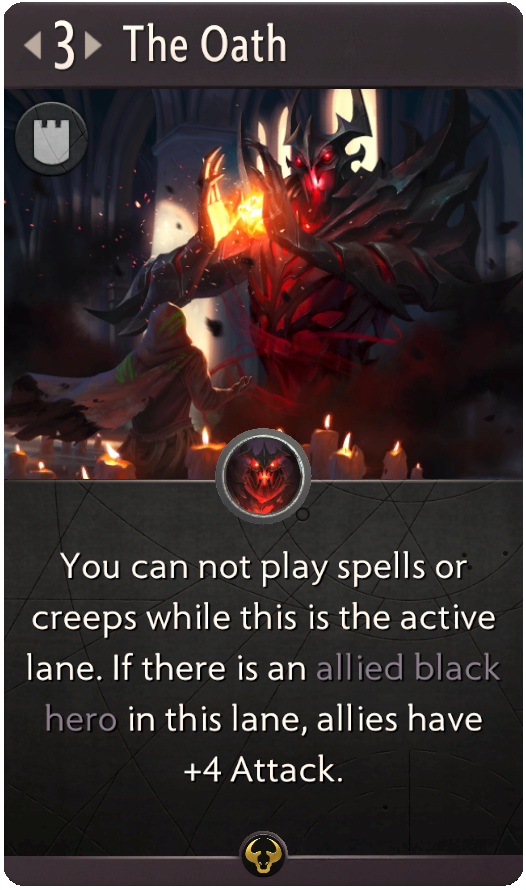 3 The Oath
You can not play spells or
creeps while this is the active
lane. If there is an allied black
hero in this lane, allies have
+4 Attack.